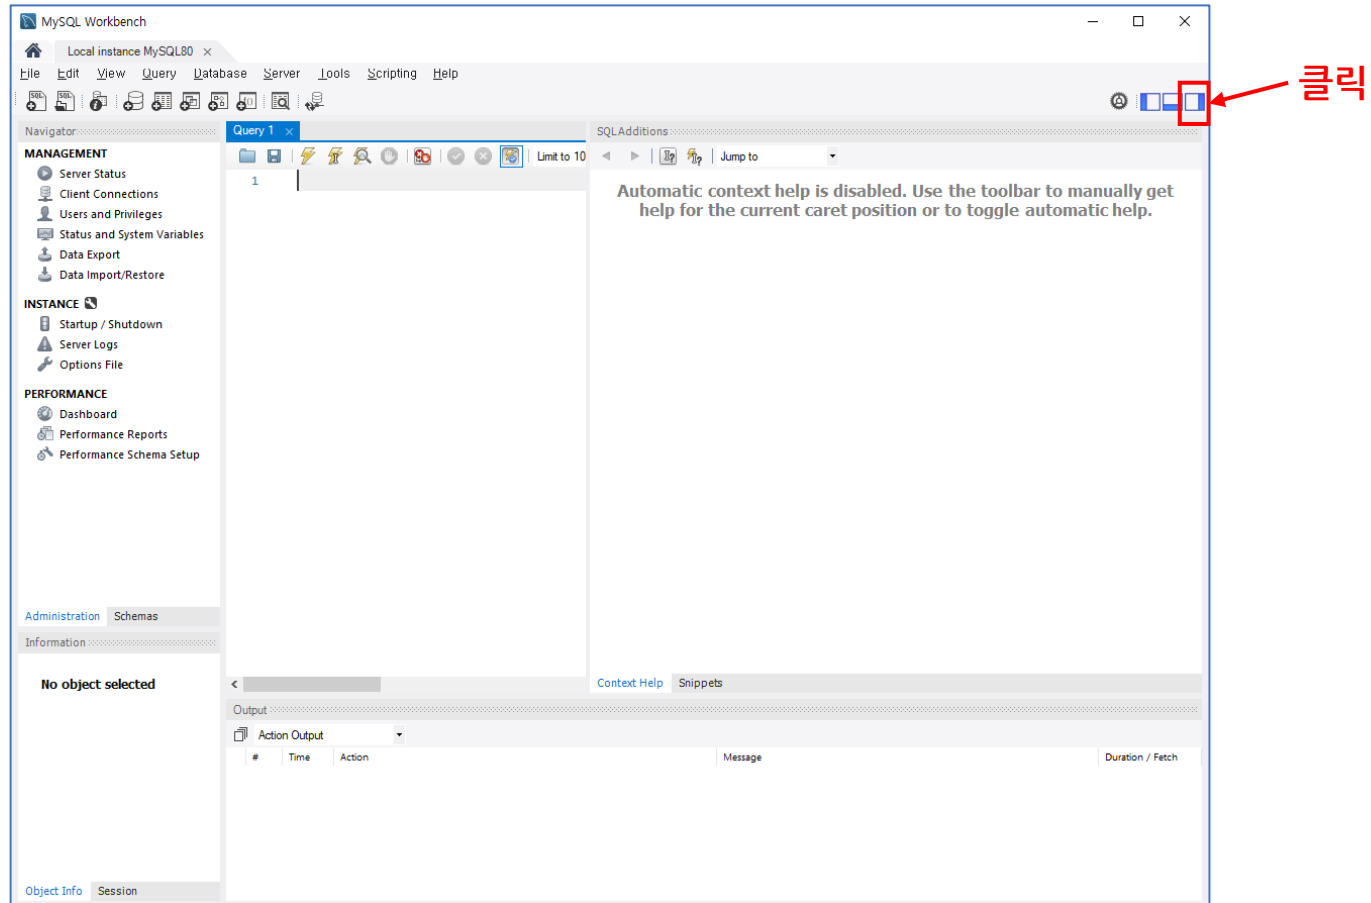 MySQL Workbench
Local instance MySQL80
File Edit View Query Database Server Tools Scripting Help
클릭
Navigator
MANAGEMENT
Server Status
Client Connections
Users and Privileges
Status and System Variables
Data Export
Data Import/Restore
INSTANCE
Startup / Shutdown
Server Logs
Options File
PERFORMANCE
Dashboard
Performance Reports
Performance Schema Setup
Administration Schemas
Information
No object selected
Object Info Session
Query 1
Limit to 10
1
SQLAdditions
Jump to
Automatic context help is disabled. Use the toolbar to manually get
help for the current caret position or to toggle automatic help.
Context Help Snippets
Output
Action Output
# Time Action Message Duration / Fetch